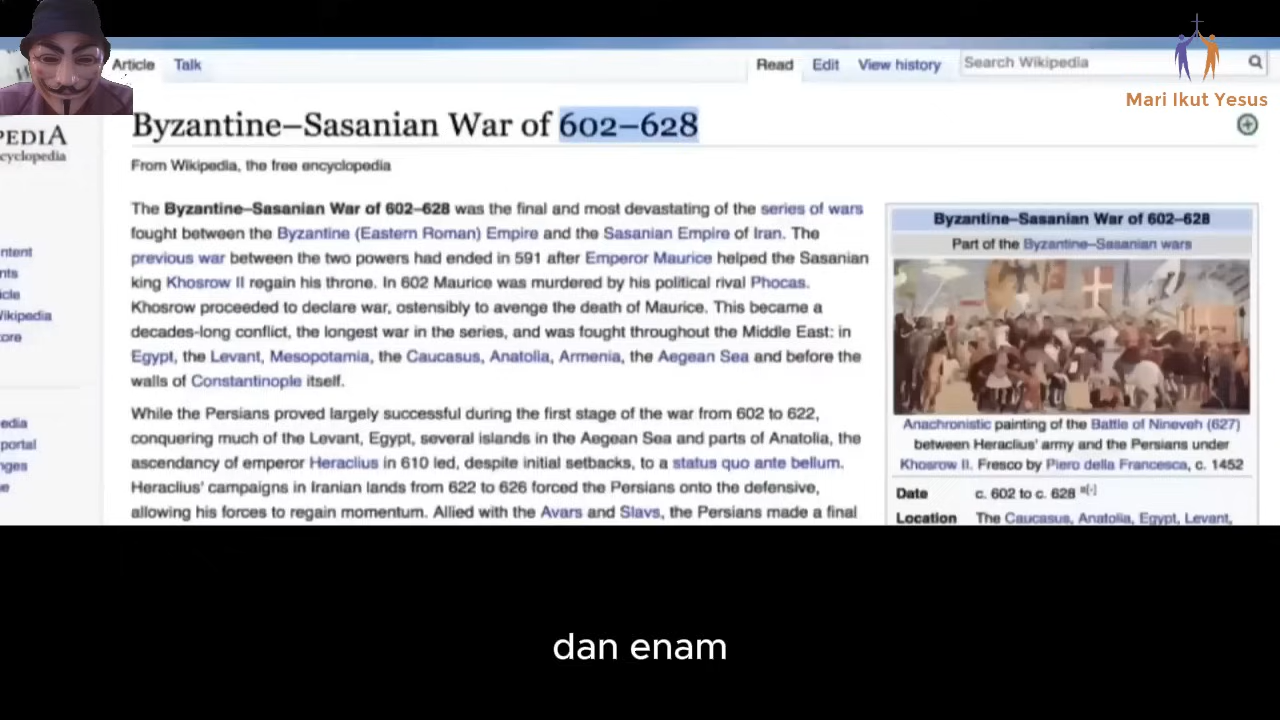 Article Talk Read Edit View history Search Wikipedia
Mari Ikut Yesus
PEDIA
cyclopedia
Byzantine–Sasanian War of 602–628
From Wikipedia, the free encyclopedia
The Byzantine–Sasanian War of 602–628 was the final and most devastating of the series of wars
fought between the Byzantine (Eastern Roman) Empire and the Sasanian Empire of Iran. The
previous war between the two powers had ended in 591 after Emperor Maurice helped the Sasanian
king Khosrow II regain his throne. In 602 Maurice was murdered by his political rival Phocas.
Khosrow proceeded to declare war, ostensibly to avenge the death of Maurice. This became a
decades-long conflict, the longest war in the series, and was fought throughout the Middle East: in
Egypt, the Levant, Mesopotamia, the Caucasus, Anatolia, Armenia, the Aegean Sea and before the
walls of Constantinople itself.
While the Persians proved largely successful during the first stage of the war from 602 to 622,
conquering much of the Levant, Egypt, several islands in the Aegean Sea and parts of Anatolia, the
ascendancy of emperor Heraclius in 610 led, despite initial setbacks, to a status quo ante bellum.
Heraclius' campaigns in Iranian lands from 622 to 626 forced the Persians onto the defensive,
allowing his forces to regain momentum. Allied with the Avars and Slavs, the Persians made a final
Byzantine–Sasanian War of 602–628
Part of the Byzantine–Sasanian wars
Anachronistic painting of the Battle of Nineveh (627)
between Heraclius' army and the Persians under
Khosrow II. Fresco by Piero della Francesca, c. 1452
Date c. 602 to c. 628
Location The Caucasus, Anatolia, Egypt, Levant,
ntent
nts
icle
Wikipedia
ore
edia
portal
nges
e
dan enam